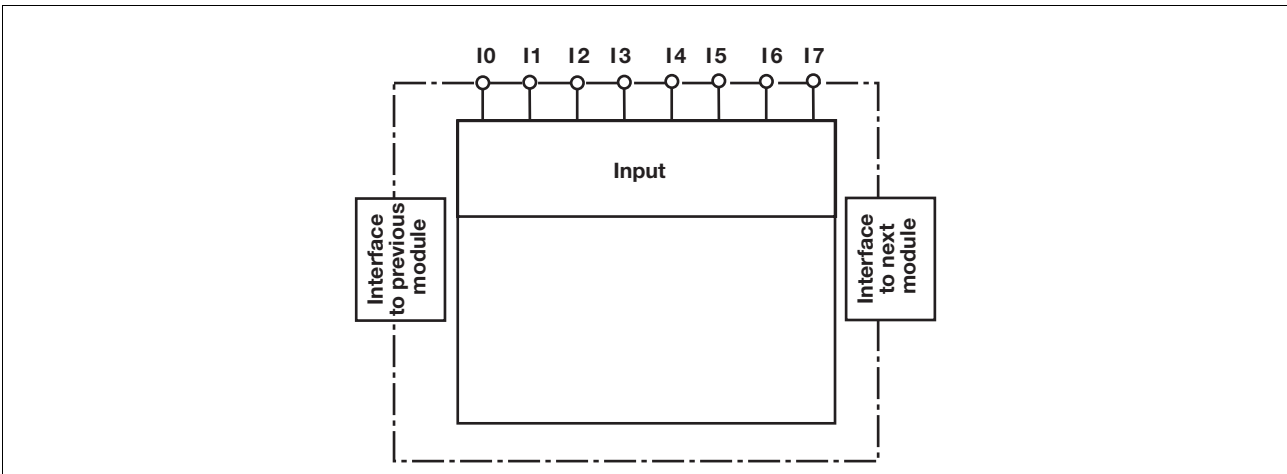 I0 I1 I2 I3 I4 I5 I6 I7
Input
Interface
to previous
module
Interface
to next
module